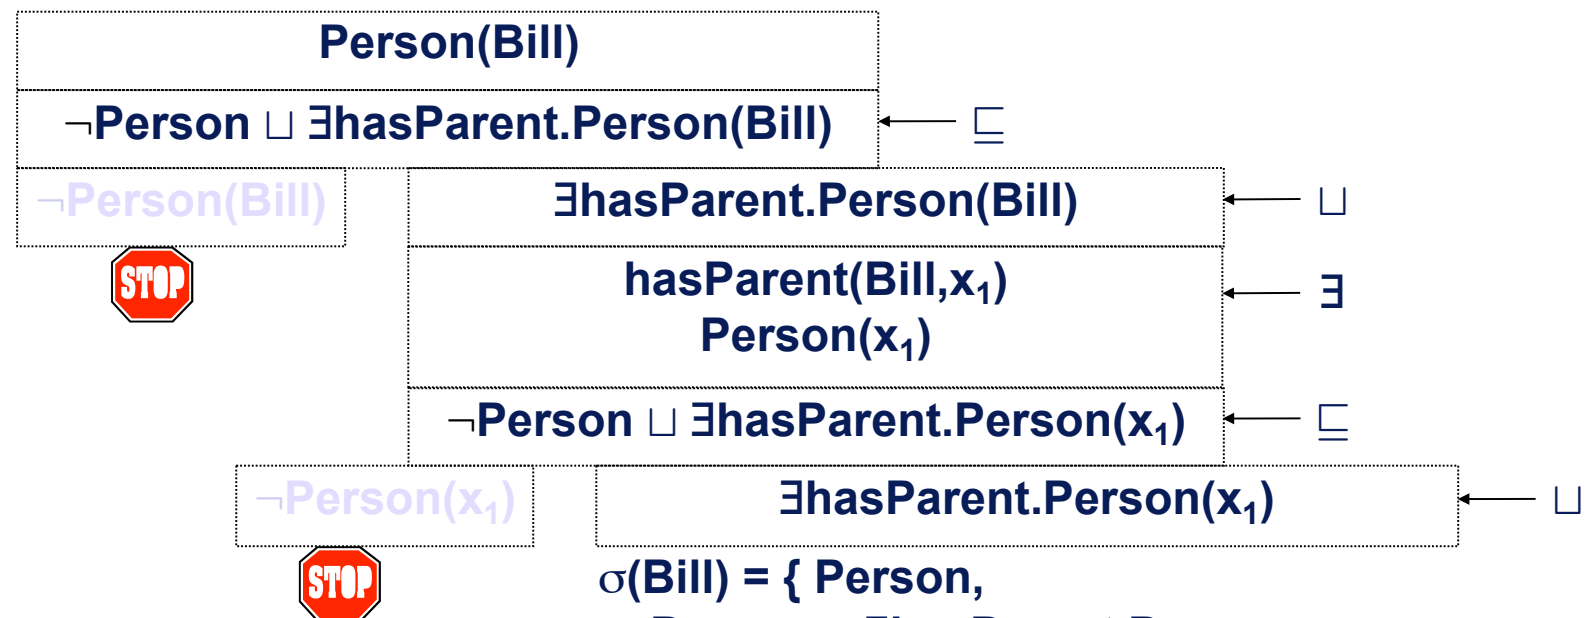 Person(Bill)
¬Person ⊔ ∃hasParent.Person(Bill) ⊑
¬Person(Bill) ∃hasParent.Person(Bill) ⊔
STOP
hasParent(Bill,x₁) ∃
Person(x₁)
¬Person ⊔ ∃hasParent.Person(x₁) ⊑
¬Person(x₁) ∃hasParent.Person(x₁) ⊔
STOP
σ(Bill) = { Person,